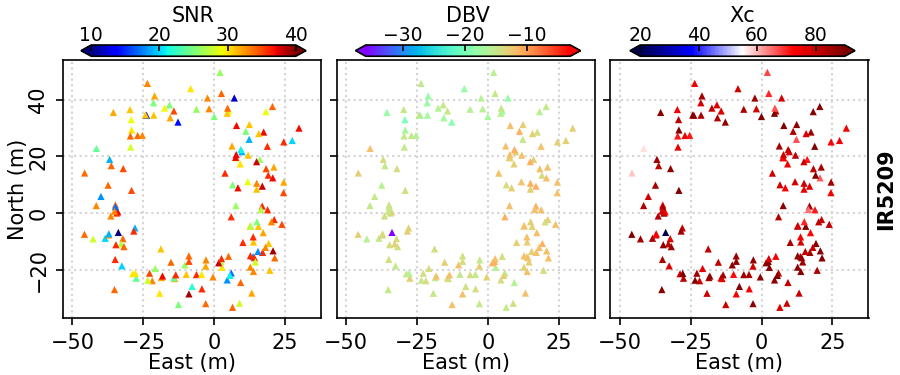 SNR DBV Xc
10 20 30 40 −30 −20 −10 20 40 60 80
North (m)
40
20
0
−20
−50 −25 0 25 −50 −25 0 25 −50 −25 0 25
East (m) East (m) East (m)
IR5209